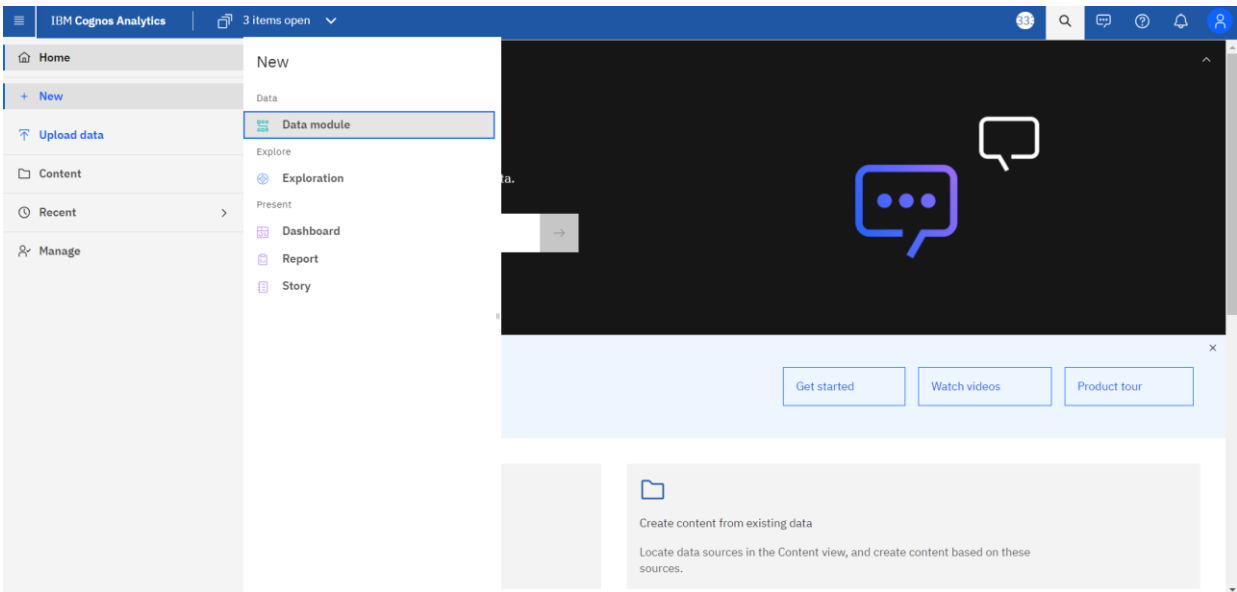 IBM Cognos Analytics
3 items open
Home
New
Upload data
Content
Recent
Manage
New
Data
Data module
Explore
Exploration
Present
Dashboard
Report
Story
ta.
Get started
Watch videos
Product tour
Create content from existing data
Locate data sources in the Content view, and create content based on these
sources.